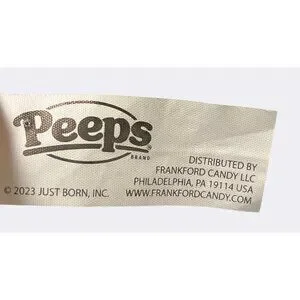 Peeps
BRAND
DISTRIBUTED BY
FRANKFORD CANDY LLC
© 2023 JUST BORN, INC. PHILADELPHIA, PA 19114 USA
WWW.FRANKFORDCANDY.COM